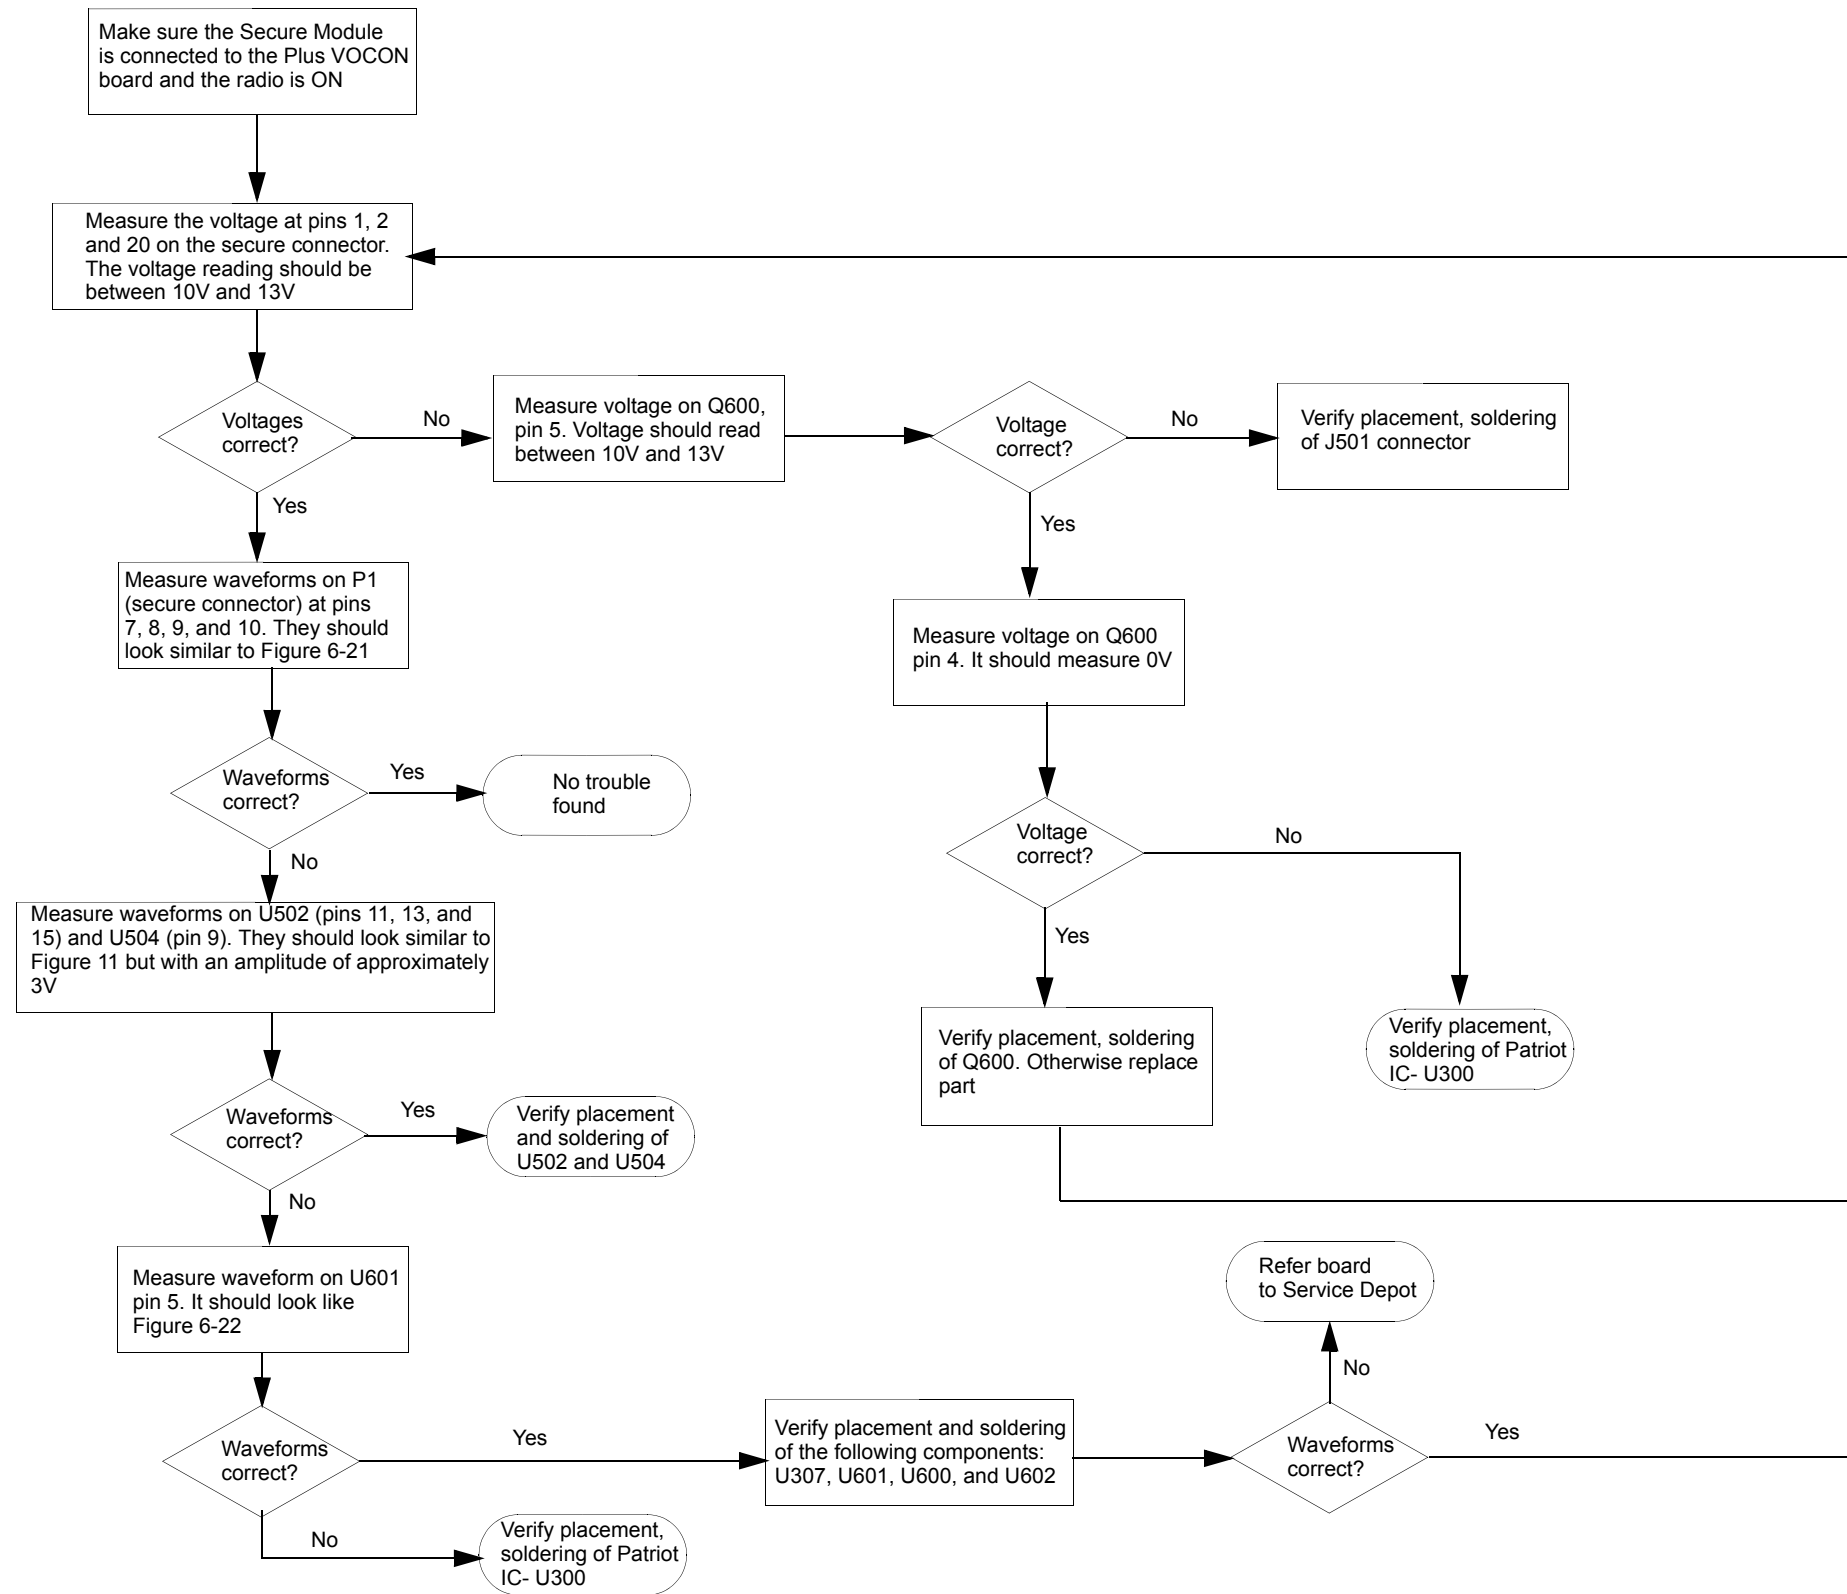 Make sure the Secure Module
is connected to the Plus VOCON
board and the radio is ON
Measure the voltage at pins 1, 2
and 20 on the secure connector.
The voltage reading should be
between 10V and 13V
Voltages
correct?
No
Measure voltage on Q600,
pin 5. Voltage should read
between 10V and 13V
Voltage
correct?
No
Verify placement, soldering
of J501 connector
Yes
Yes
Measure waveforms on P1
(secure connector) at pins
7, 8, 9, and 10. They should
look similar to Figure 6-21
Measure voltage on Q600
pin 4. It should measure 0V
Waveforms
correct?
Yes
No trouble
found
Voltage
correct?
No
No
Measure waveforms on U502 (pins 11, 13, and
15) and U504 (pin 9). They should look similar to
Figure 11 but with an amplitude of approximately
3V
Yes
Verify placement, soldering
of Q600. Otherwise replace
part
Verify placement,
soldering of Patriot
IC- U300
Waveforms
correct?
Yes
Verify placement
and soldering of
U502 and U504
No
Measure waveform on U601
pin 5. It should look like
Figure 6-22
Refer board
to Service Depot
No
Waveforms
correct?
Yes
Verify placement and soldering
of the following components:
U307, U601, U600, and U602
Waveforms
correct?
Yes
No
Verify placement,
soldering of Patriot
IC- U300